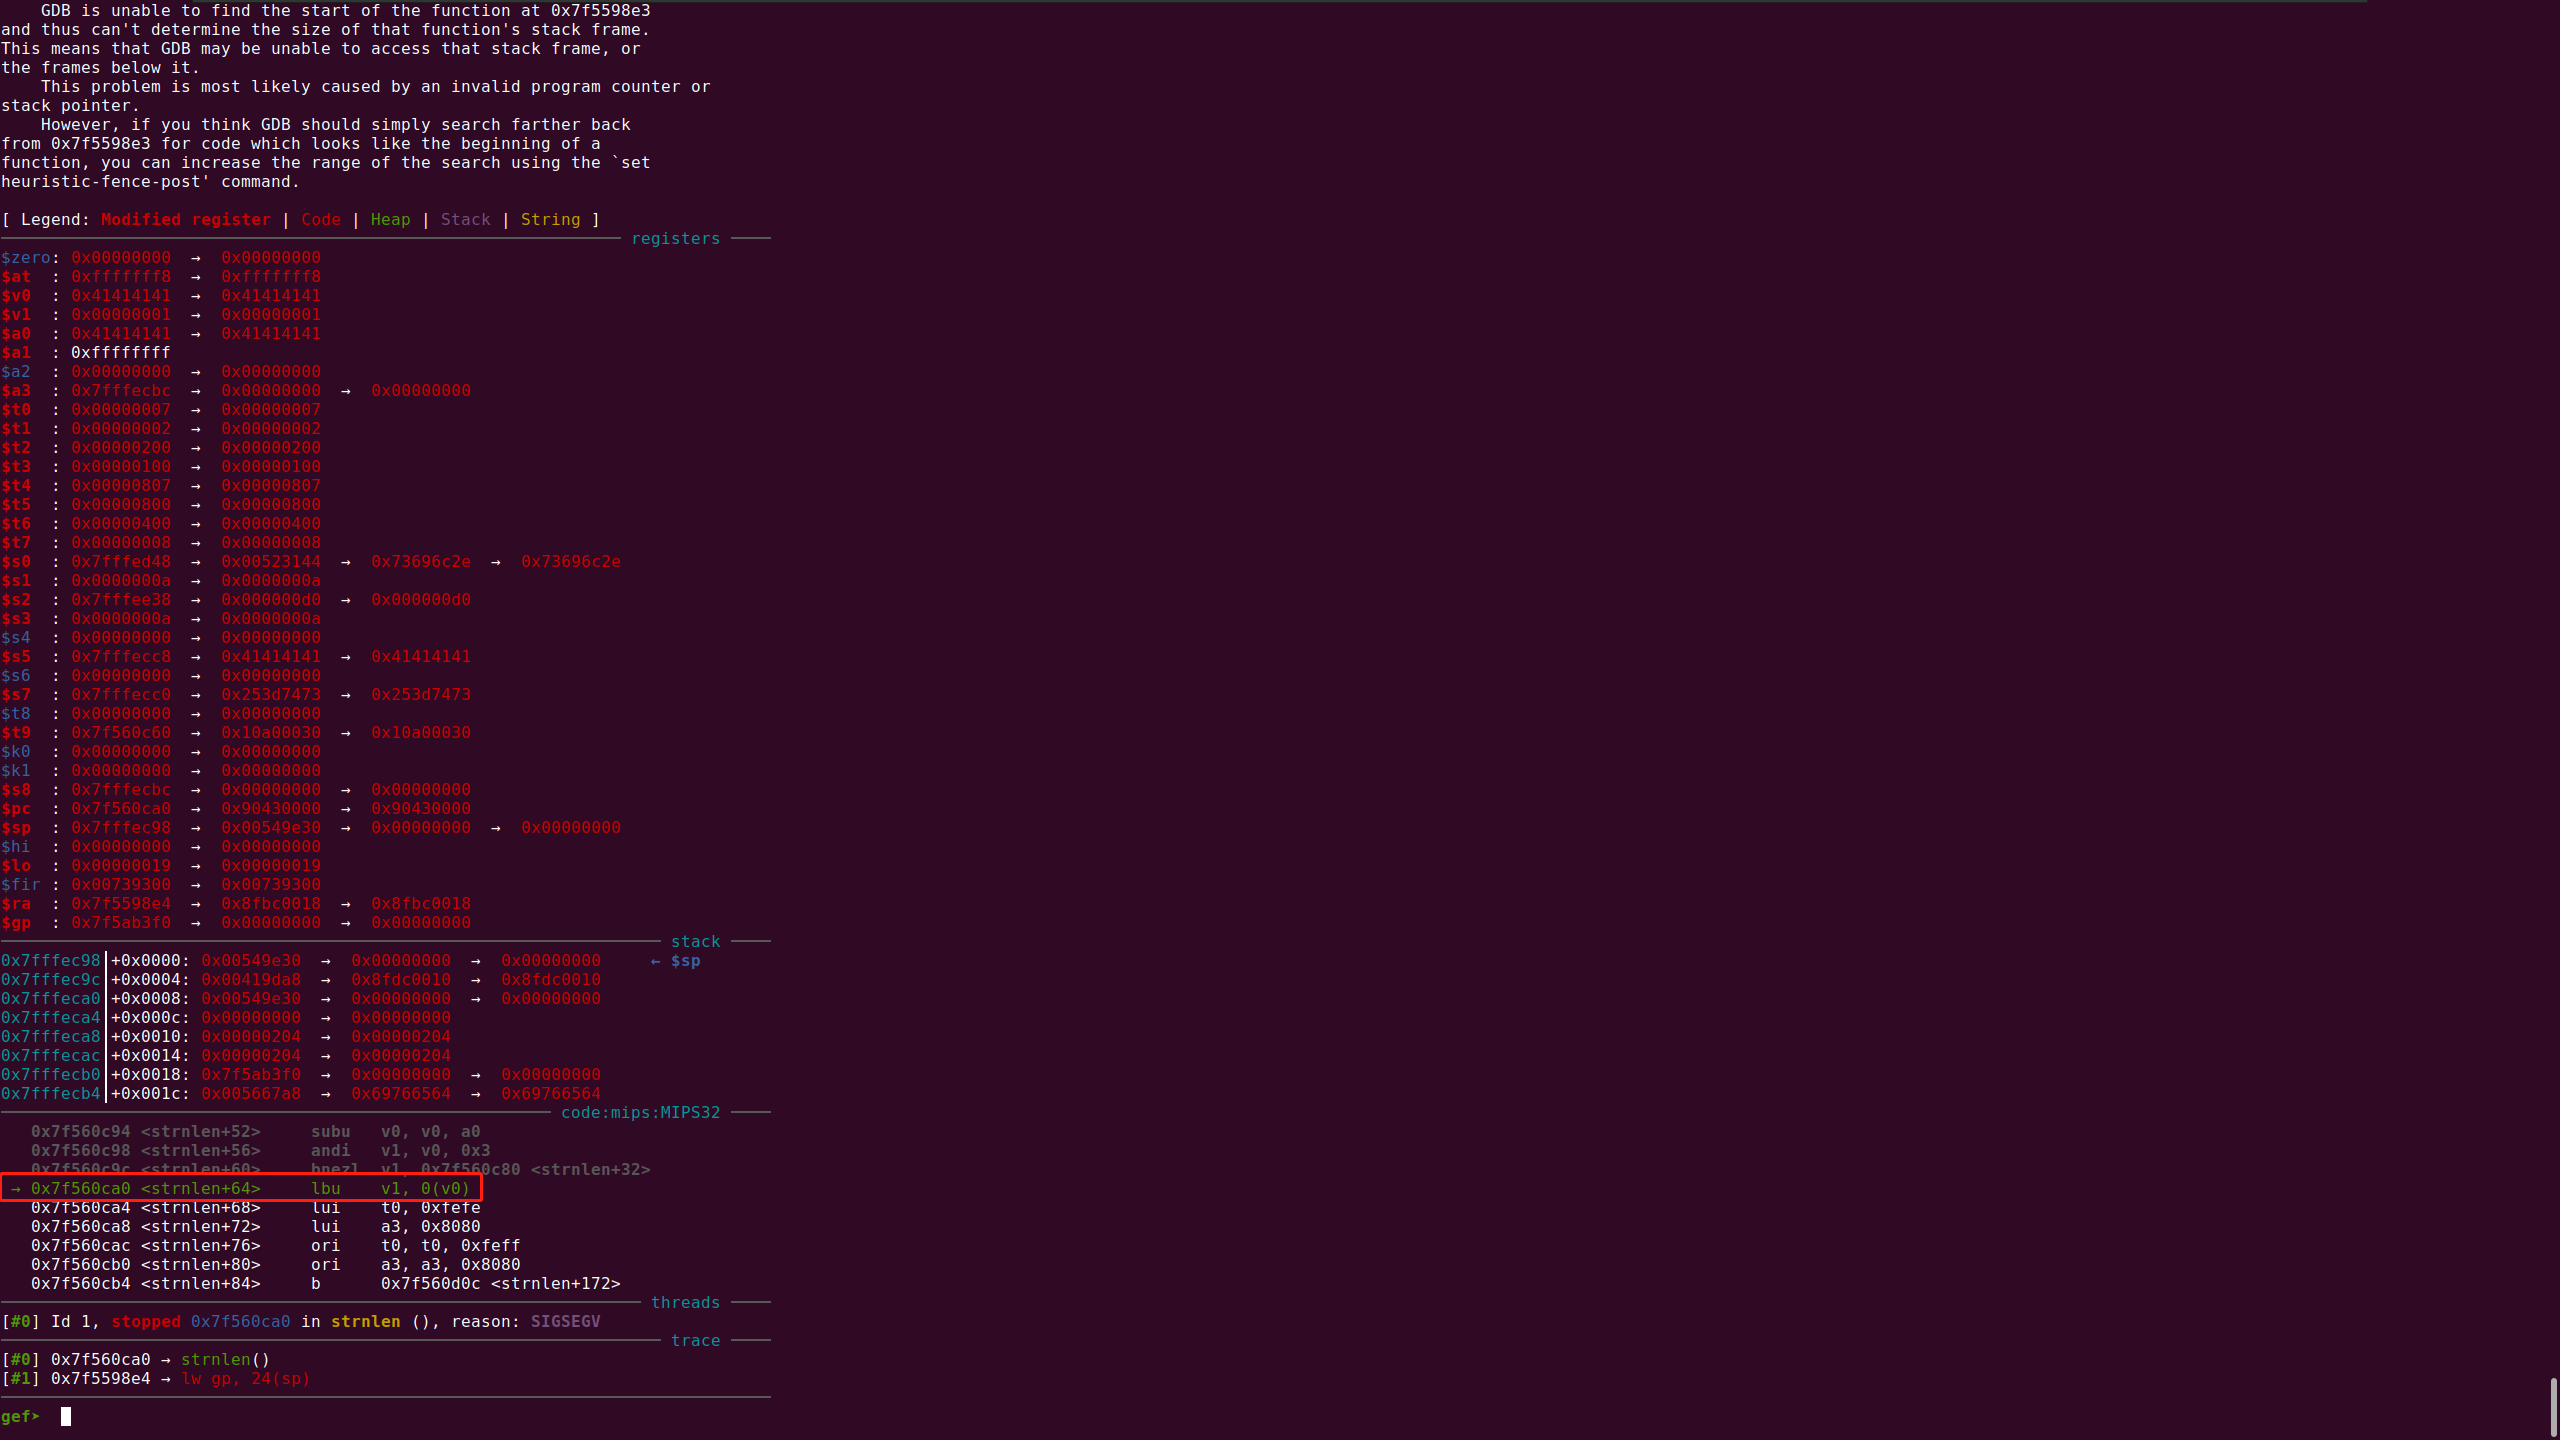 GDB is unable to find the start of the function at 0x7f5598e3
and thus can't determine the size of that function's stack frame.
This means that GDB may be unable to access that stack frame, or
the frames below it.
    This problem is most likely caused by an invalid program counter or
stack pointer.
    However, if you think GDB should simply search farther back
from 0x7f5598e3 for code which looks like the beginning of a
function, you can increase the range of the search using the `set
heuristic-fence-post' command.
[ Legend: Modified register | Code | Heap | Stack | String ]
registers
$zero: 0x00000000  →  0x00000000
$at  : 0xfffffff8  →  0xfffffff8
$v0  : 0x41414141  →  0x41414141
$v1  : 0x00000001  →  0x00000001
$a0  : 0x41414141  →  0x41414141
$a1  : 0xffffffff
$a2  : 0x00000000  →  0x00000000
$a3  : 0x7fffecbc  →  0x00000000  →  0x00000000
$t0  : 0x00000007  →  0x00000007
$t1  : 0x00000002  →  0x00000002
$t2  : 0x00000200  →  0x00000200
$t3  : 0x00000100  →  0x00000100
$t4  : 0x00000807  →  0x00000807
$t5  : 0x00000800  →  0x00000800
$t6  : 0x00000400  →  0x00000400
$t7  : 0x00000008  →  0x00000008
$s0  : 0x7fffed48  →  0x00523144  →  0x73696c2e  →  0x73696c2e
$s1  : 0x0000000a  →  0x0000000a
$s2  : 0x7fffee38  →  0x000000d0  →  0x000000d0
$s3  : 0x0000000a  →  0x0000000a
$s4  : 0x00000000  →  0x00000000
$s5  : 0x7fffecc8  →  0x41414141  →  0x41414141
$s6  : 0x00000000  →  0x00000000
$s7  : 0x7fffecc0  →  0x253d7473  →  0x253d7473
$t8  : 0x00000000  →  0x00000000
$t9  : 0x7f560c60  →  0x10a00030  →  0x10a00030
$k0  : 0x00000000  →  0x00000000
$k1  : 0x00000000  →  0x00000000
$s8  : 0x7fffecbc  →  0x00000000  →  0x00000000
$pc  : 0x7f560ca0  →  0x90430000  →  0x90430000
$sp  : 0x7fffec98  →  0x00549e30  →  0x00000000  →  0x00000000
$hi  : 0x00000000  →  0x00000000
$lo  : 0x00000019  →  0x00000019
$fir : 0x00739300  →  0x00739300
$ra  : 0x7f5598e4  →  0x8fbc0018  →  0x8fbc0018
$gp  : 0x7f5ab3f0  →  0x00000000  →  0x00000000
stack
0x7fffec98│+0x0000: 0x00549e30  →  0x00000000  →  0x00000000     ← $sp
0x7fffec9c│+0x0004: 0x00419da8  →  0x8fdc0010  →  0x8fdc0010
0x7fffeca0│+0x0008: 0x00549e30  →  0x00000000  →  0x00000000
0x7fffeca4│+0x000c: 0x00000000  →  0x00000000
0x7fffeca8│+0x0010: 0x00000204  →  0x00000204
0x7fffecac│+0x0014: 0x00000204  →  0x00000204
0x7fffecb0│+0x0018: 0x7f5ab3f0  →  0x00000000  →  0x00000000
0x7fffecb4│+0x001c: 0x005667a8  →  0x69766564  →  0x69766564
code:mips:MIPS32
   0x7f560c94 <strnlen+52>     subu   v0, v0, a0
   0x7f560c98 <strnlen+56>     andi   v1, v0, 0x3
   0x7f560c9c <strnlen+60>     bnezl  v1, 0x7f560c80 <strnlen+32>
 → 0x7f560ca0 <strnlen+64>     lbu    v1, 0(v0)
   0x7f560ca4 <strnlen+68>     lui    t0, 0xfefe
   0x7f560ca8 <strnlen+72>     lui    a3, 0x8080
   0x7f560cac <strnlen+76>     ori    t0, t0, 0xfeff
   0x7f560cb0 <strnlen+80>     ori    a3, a3, 0x8080
   0x7f560cb4 <strnlen+84>     b      0x7f560d0c <strnlen+172>
threads
[#0] Id 1, stopped 0x7f560ca0 in strnlen (), reason: SIGSEGV
trace
[#0] 0x7f560ca0 → strnlen()
[#1] 0x7f5598e4 → lw gp, 24(sp)
gef➤